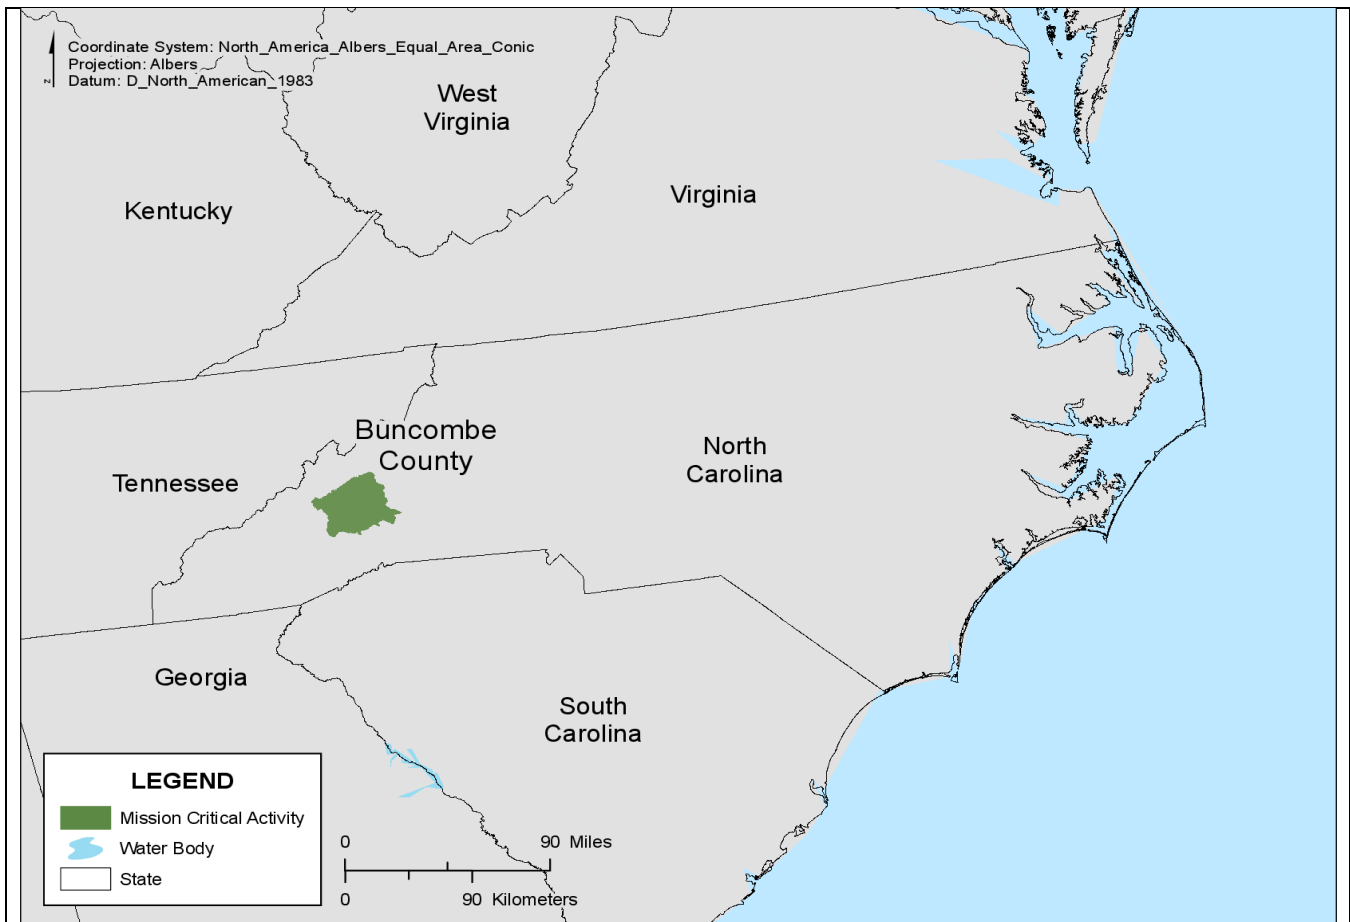 Coordinate System: North_America_Albers_Equal_Area_Conic
Projection: Albers
Datum: D_North_American_1983
N
West
Virginia
Virginia
Kentucky
Buncombe
County
North
Carolina
Tennessee
Georgia
South
Carolina
LEGEND
Mission Critical Activity
Water Body
State
0 90 Miles
0 90 Kilometers